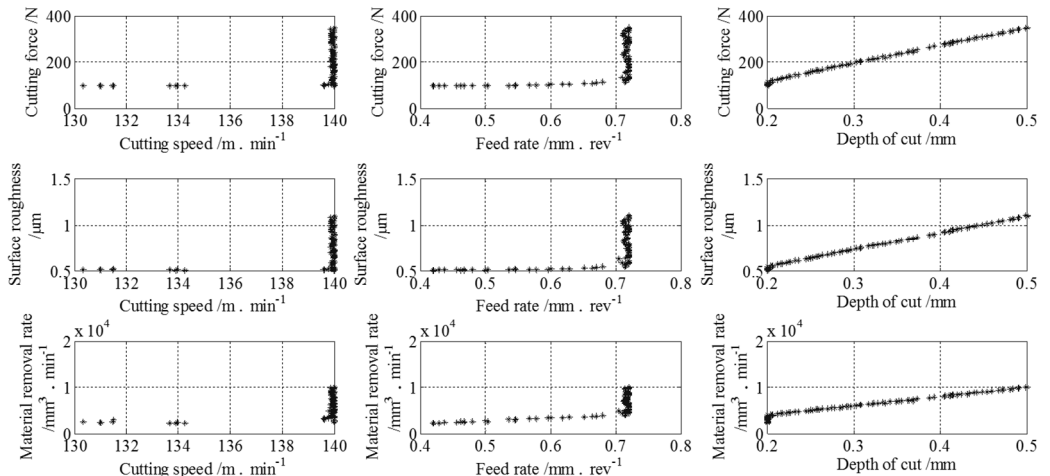 Cutting force /N
400
200
0
130 132 134 136 138 140
Cutting speed /m . min⁻¹
Cutting force /N
400
200
0
0.4 0.5 0.6 0.7 0.8
Feed rate /mm . rev⁻¹
Cutting force /N
400
200
0
0.2 0.3 0.4 0.5
Depth of cut /mm
Surface roughness
/μm
1.5
1
0.5
130 132 134 136 138 140
Cutting speed /m . min⁻¹
Surface roughness
/μm
1.5
1
0.5
0.4 0.5 0.6 0.7 0.8
Feed rate /mm . rev⁻¹
Surface roughness
/μm
1.5
1
0.5
0.2 0.3 0.4 0.5
Depth of cut /mm
Material removal rate
/mm³ . min⁻¹
x 10⁴
2
1
0
130 132 134 136 138 140
Cutting speed /m . min⁻¹
Material removal rate
/mm³ . min⁻¹
x 10⁴
2
1
0
0.4 0.5 0.6 0.7 0.8
Feed rate /mm . rev⁻¹
Material removal rate
/mm³ . min⁻¹
x 10⁴
2
1
0
0.2 0.3 0.4 0.5
Depth of cut /mm